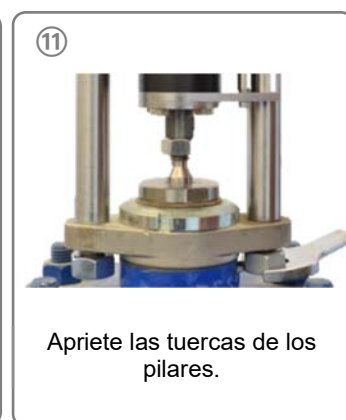 ⑪
Apriete las tuercas de los
pilares.